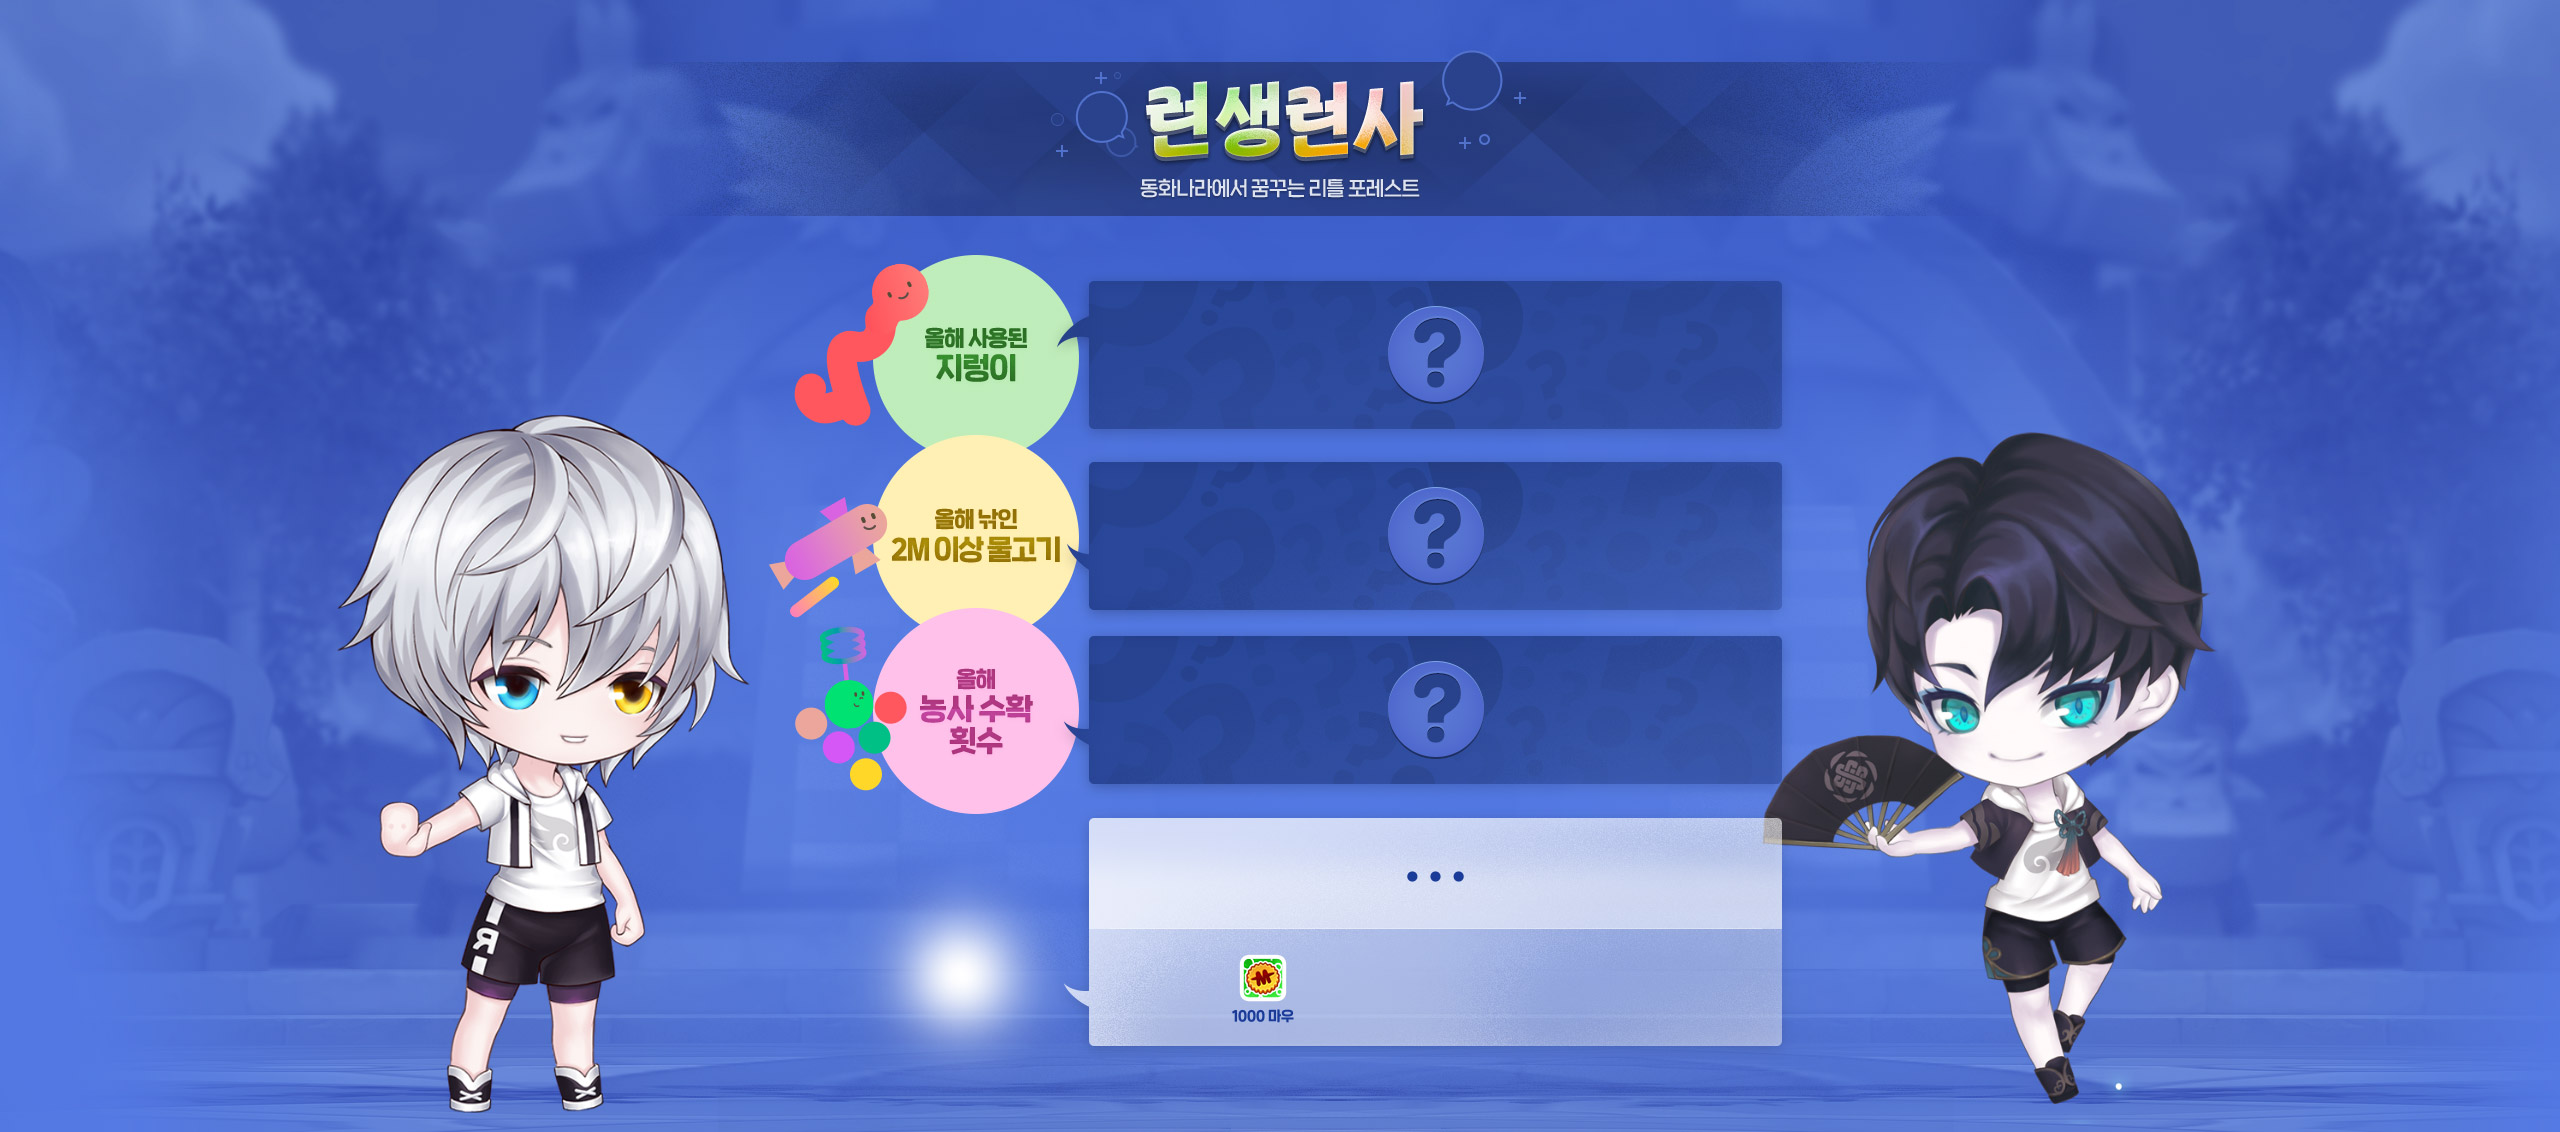 런생런사
동화나라에서 꿈꾸는 리틀 포레스트
올해 사용된
지렁이
?
올해 낚인
2M 이상 물고기
?
올해
농사 수확
횟수
?
...
M
1000 마우
R